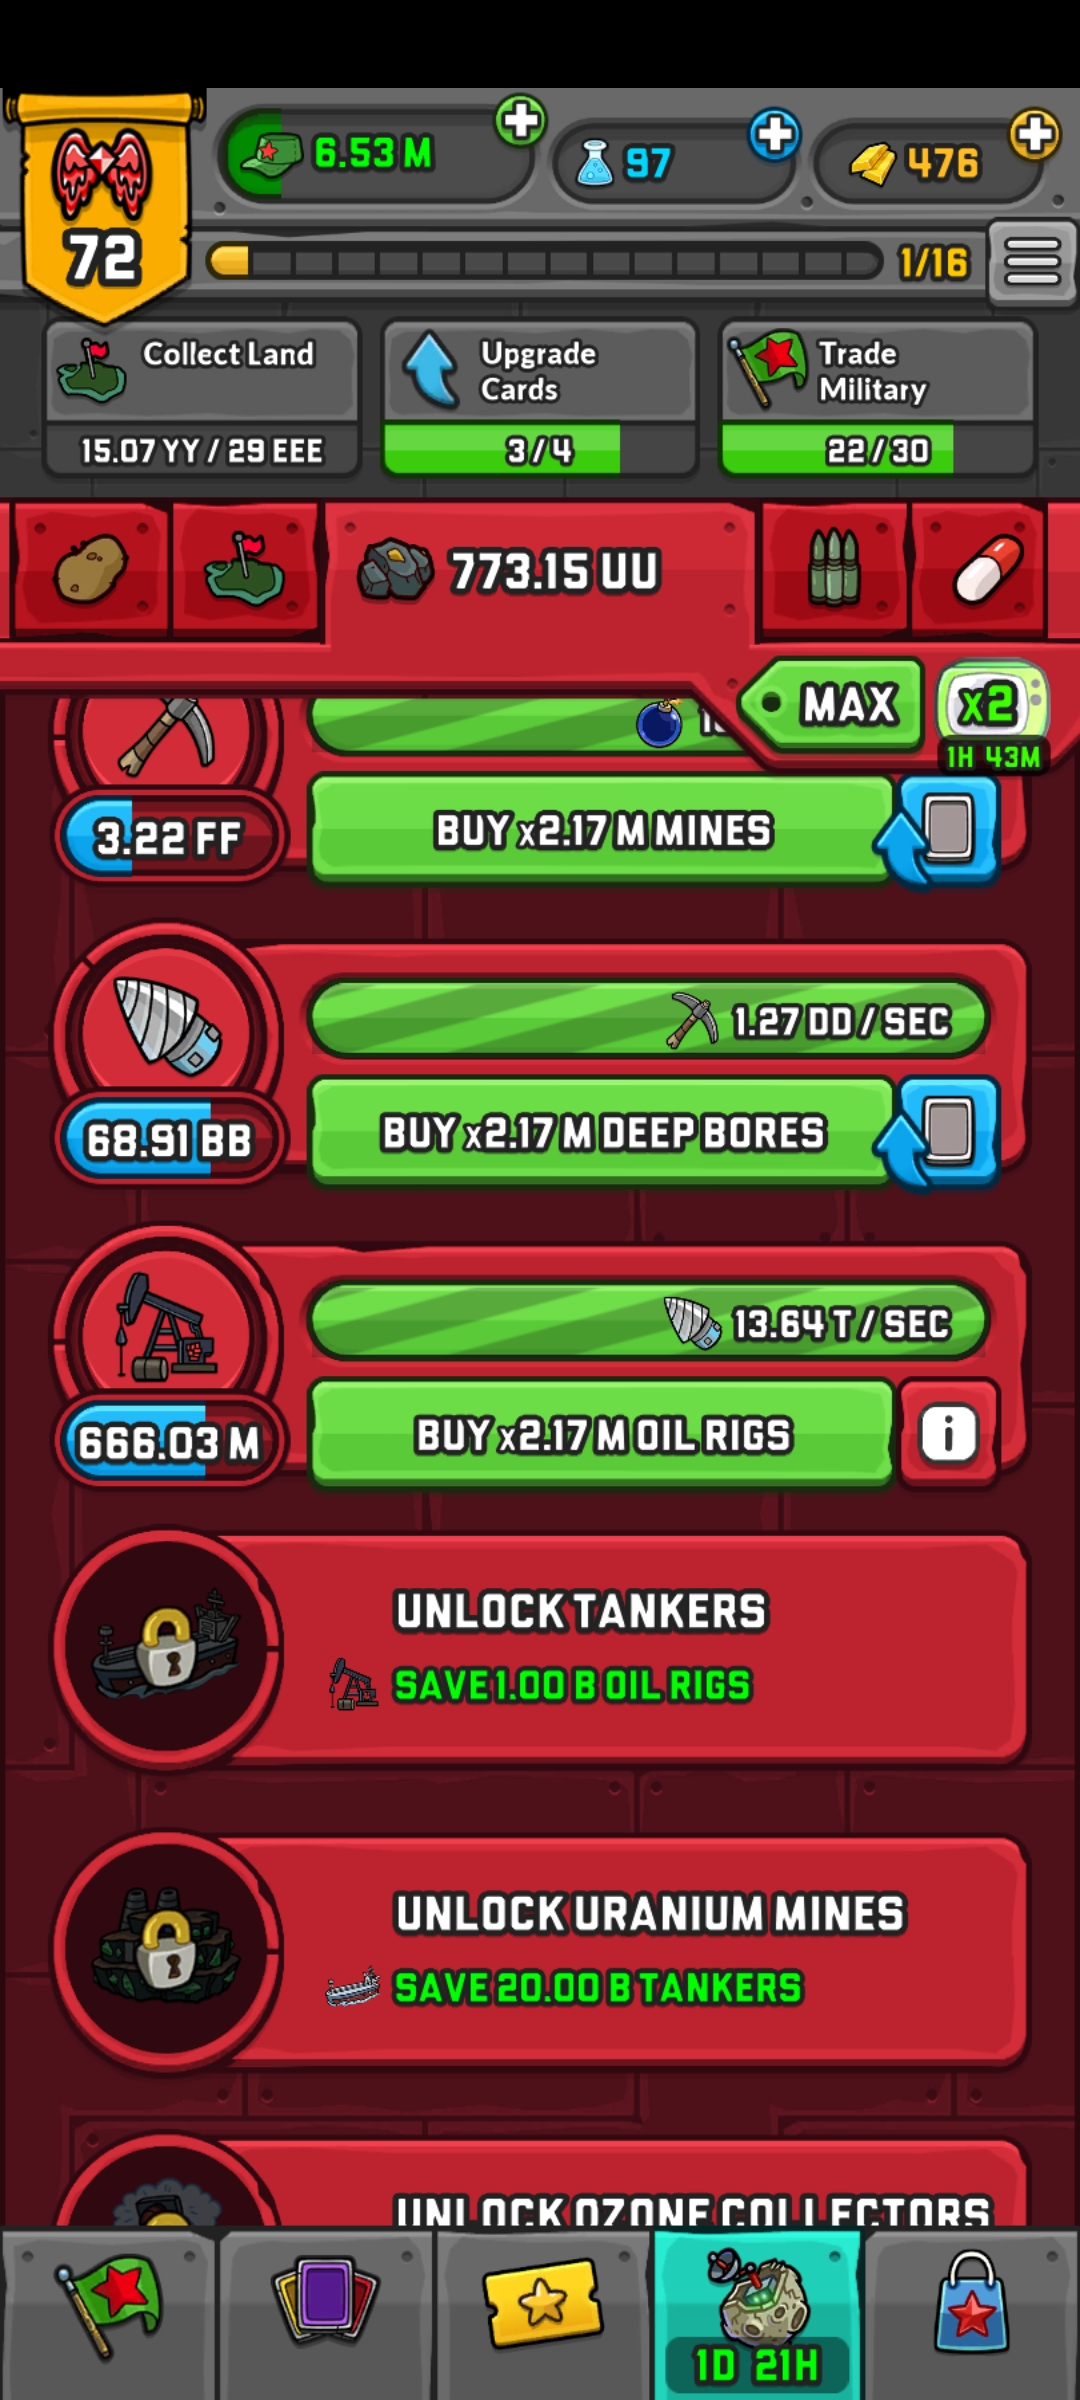 6.53 M
97
476
72
1/16
Collect Land
15.07 YY / 29 EEE
Upgrade
Cards
3/4
Trade
Military
22/30
773.15 UU
MAX
x2
1H 43M
3.22 FF
BUY x2.17 M MINES
1.27 DD / SEC
68.91 BB
BUY x2.17 M DEEP BORES
13.64 T / SEC
666.03 M
BUY x2.17 M OIL RIGS
i
UNLOCK TANKERS
SAVE 1.00 B OIL RIGS
UNLOCK URANIUM MINES
SAVE 20.00 B TANKERS
UNLOCK OZONE COLLECTORS
1D 21H